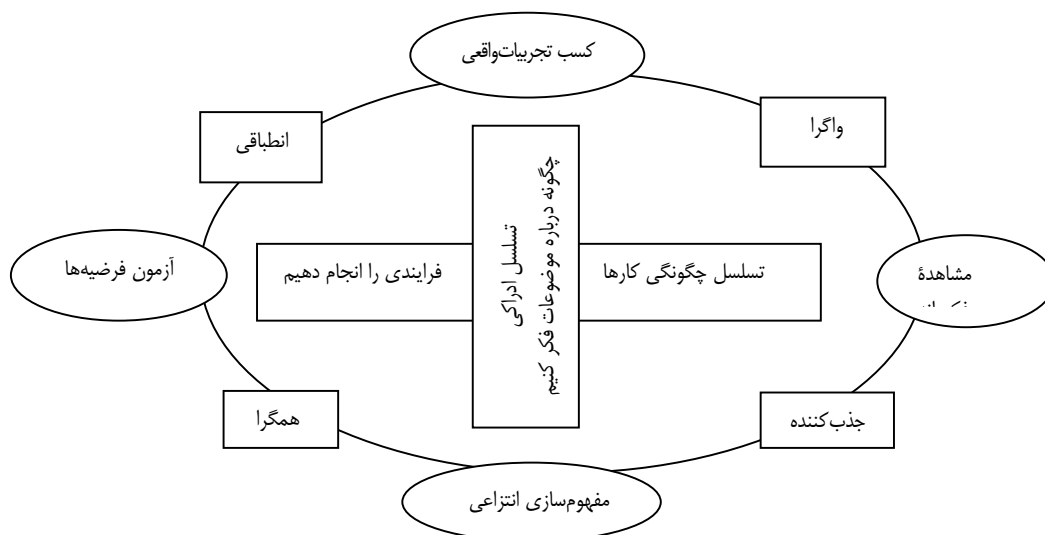 کسب تجربیات‌واقعی
واگرا
انطباقی
تسلسل ادراکی
چگونه درباره موضوعات فکر کنیم
مشاهدۀ
تسلسل چگونگی کارها
فرایندی را انجام دهیم
آزمون فرضیه‌ها
جذب‌کننده
همگرا
مفهوم‌سازی انتزاعی